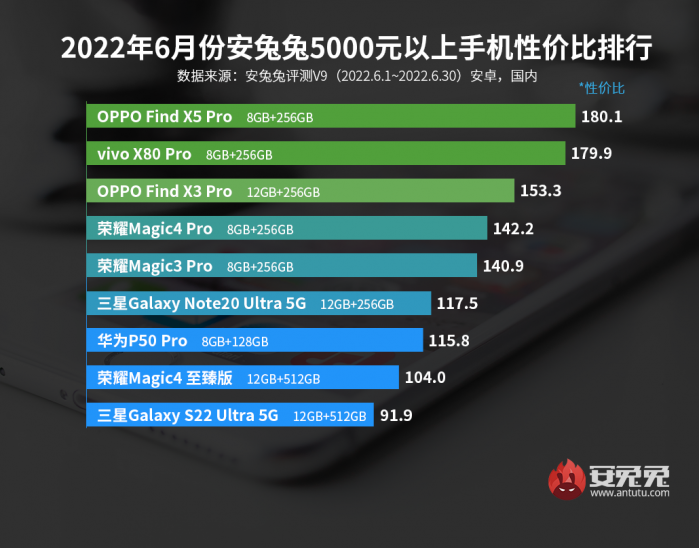 2022年6月份安兔兔5000元以上手机性价比排行
数据来源：安兔兔评测V9（2022.6.1~2022.6.30）安卓，国内
*性价比
OPPO Find X5 Pro 8GB+256GB 180.1
vivo X80 Pro 8GB+256GB 179.9
OPPO Find X3 Pro 12GB+256GB 153.3
荣耀Magic4 Pro 8GB+256GB 142.2
荣耀Magic3 Pro 8GB+256GB 140.9
三星Galaxy Note20 Ultra 5G 12GB+256GB 117.5
华为P50 Pro 8GB+128GB 115.8
荣耀Magic4 至臻版 12GB+512GB 104.0
三星Galaxy S22 Ultra 5G 12GB+512GB 91.9
安兔兔
www.antutu.com